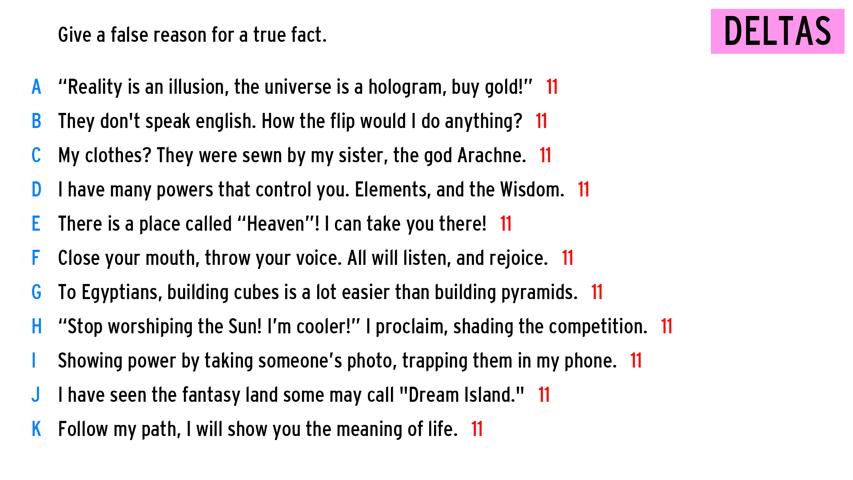 Give a false reason for a true fact.
DELTAS
A "Reality is an illusion, the universe is a hologram, buy gold!" 11
B They don't speak english. How the flip would I do anything? 11
C My clothes? They were sewn by my sister, the god Arachne. 11
D I have many powers that control you. Elements, and the Wisdom. 11
E There is a place called "Heaven"! I can take you there! 11
F Close your mouth, throw your voice. All will listen, and rejoice. 11
G To Egyptians, building cubes is a lot easier than building pyramids. 11
H "Stop worshiping the Sun! I'm cooler!" I proclaim, shading the competition. 11
I Showing power by taking someone's photo, trapping them in my phone. 11
J I have seen the fantasy land some may call "Dream Island." 11
K Follow my path, I will show you the meaning of life. 11